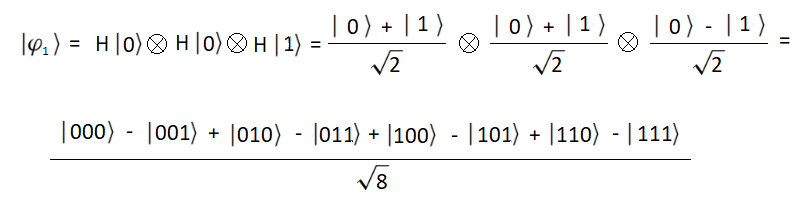 |φ₁⟩ = H|0⟩⊗ H|0⟩⊗ H|1⟩ = (|0⟩ + |1⟩)/√2 ⊗ (|0⟩ + |1⟩)/√2 ⊗ (|0⟩ - |1⟩)/√2 =
(|000⟩ - |001⟩ + |010⟩ - |011⟩ + |100⟩ - |101⟩ + |110⟩ - |111⟩)/√8